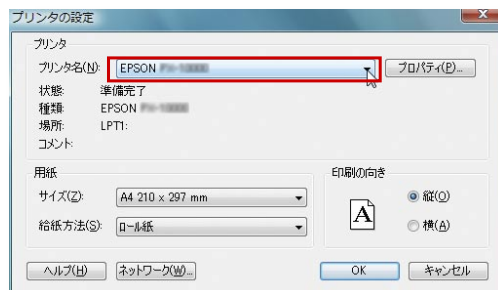 プリンタの設定
プリンタ
プリンタ名(N): EPSON プロパティ(P)...
状態: 準備完了
種類: EPSON
場所: LPT1:
コメント:
用紙 印刷の向き
サイズ(Z): A4 210 x 297 mm 縦(O)
給紙方法(S): ロール紙 A 横(A)
ヘルプ(H) ネットワーク(W)... OK キャンセル